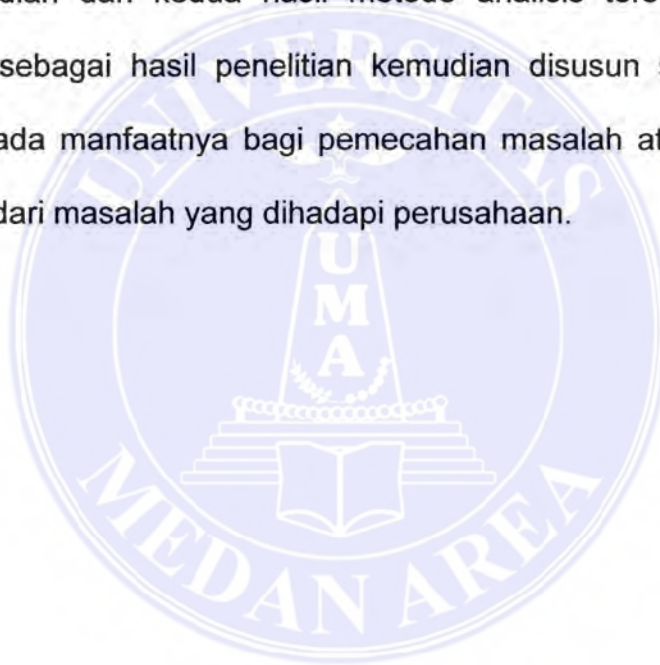 dan kedua hasil metode analisis
sebagai hasil penelitian kemudian disusun
manfaatnya bagi pemecahan masalah
dari masalah yang dihadapi perusahaan.
UNIVERSITAS
UMA
MEDAN AREA